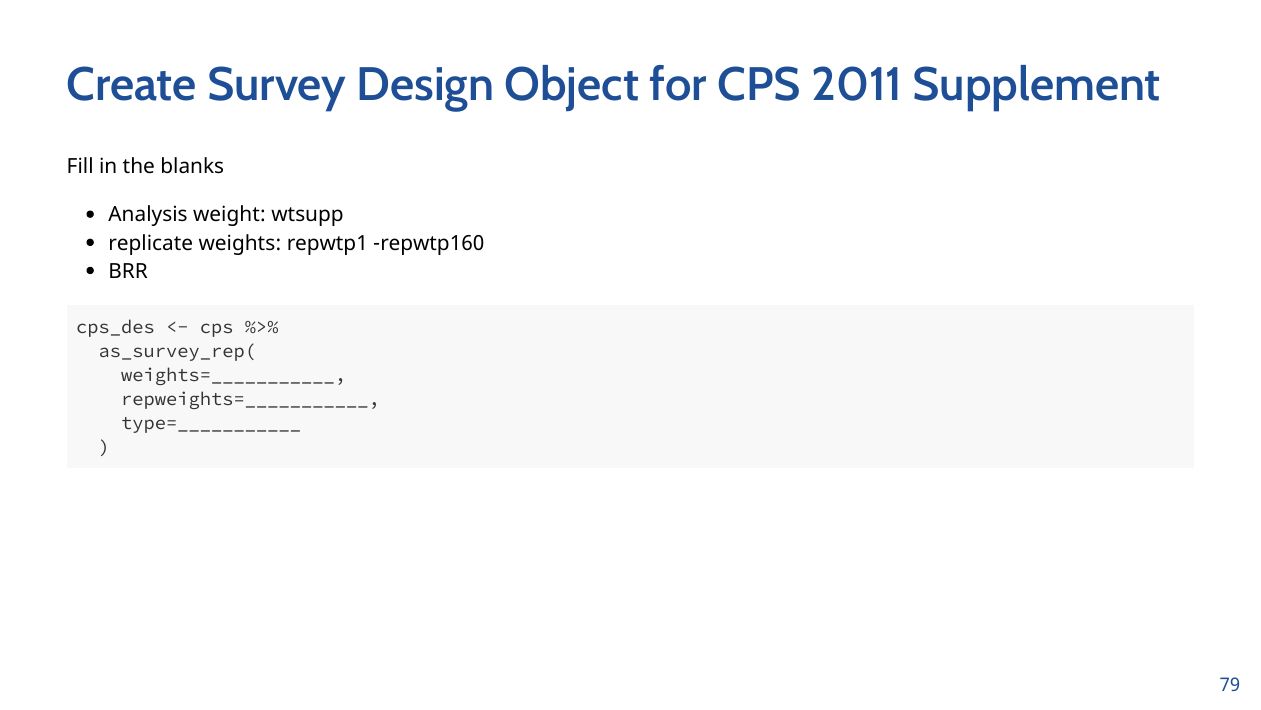 Create Survey Design Object for CPS 2011 Supplement
Fill in the blanks
• Analysis weight: wtsupp
• replicate weights: repwtp1 -repwtp160
• BRR
cps_des <- cps %>%
  as_survey_rep(
    weights=___________,
    repweights=___________,
    type=___________
  )
79